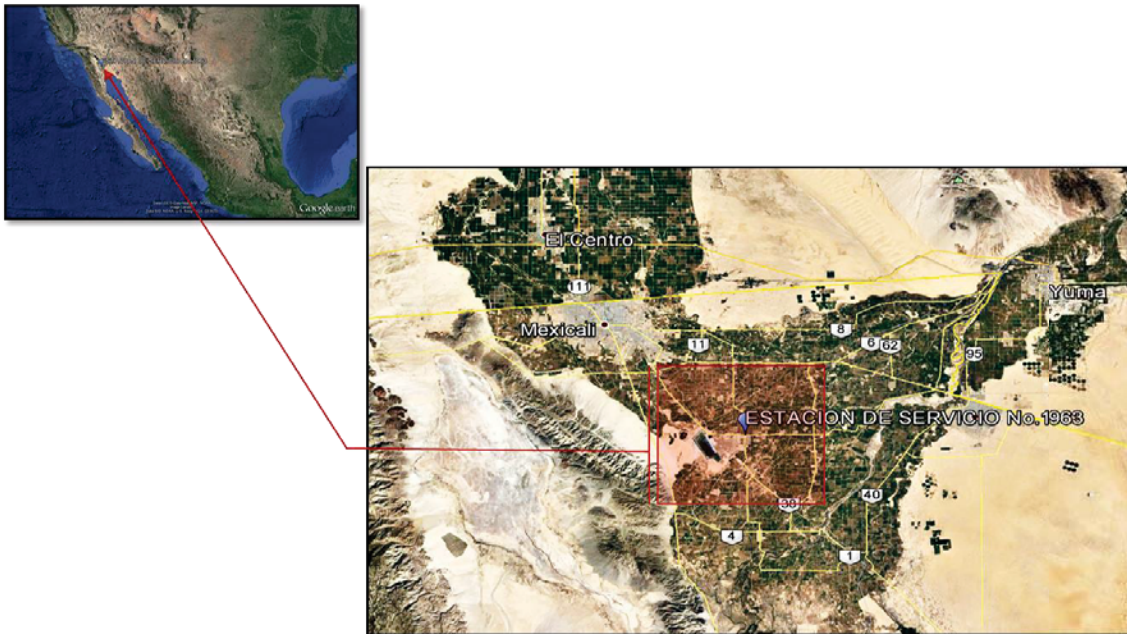 Google earth
El Centro
111
Mexicali
Yuma
8
11
6
62
95
ESTACION DE SERVICIO No. 1963
40
4
1